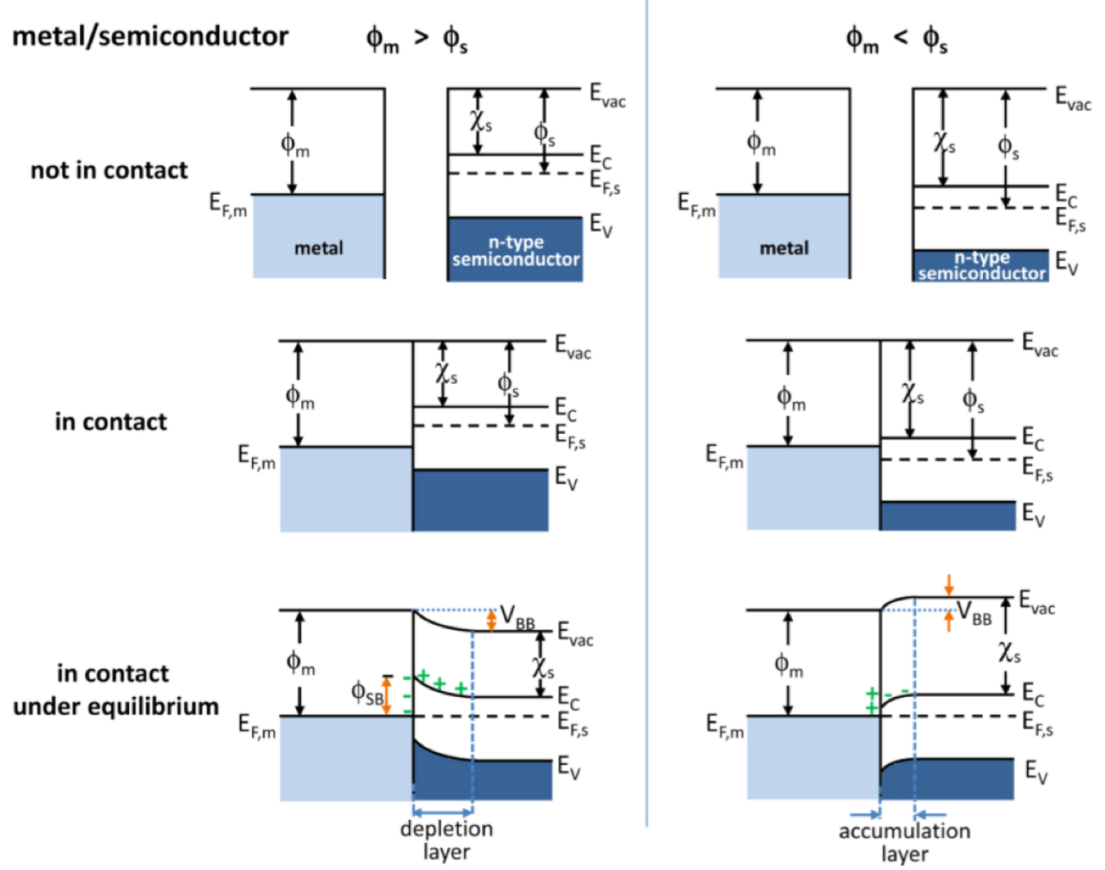 metal/semiconductor
ϕm > ϕs
ϕm < ϕs
not in contact
ϕm
EF,m
metal
χs
ϕs
Evac
EC
EF,s
EV
n-type
semiconductor
ϕm
EF,m
metal
χs
ϕs
Evac
EC
EF,s
EV
n-type
semiconductor
in contact
ϕm
EF,m
χs
ϕs
Evac
EC
EF,s
EV
ϕm
EF,m
χs
ϕs
Evac
EC
EF,s
EV
in contact
under equilibrium
ϕm
ϕSB
EF,m
- + + +
-
-
VBB
Evac
χs
EC
EF,s
EV
depletion
layer
ϕm
EF,m
+ - -
+
VBB
Evac
χs
EC
EF,s
EV
accumulation
layer